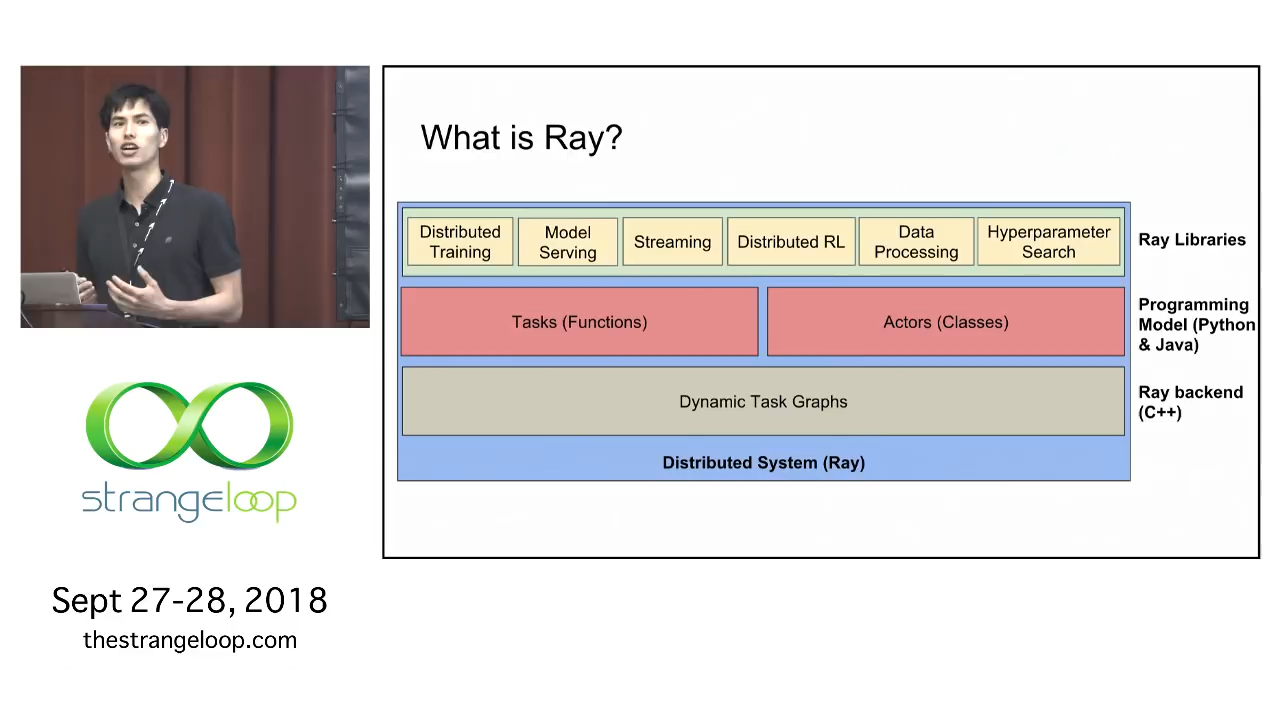 What is Ray?
Distributed
Training
Model
Serving
Streaming
Distributed RL
Data
Processing
Hyperparameter
Search
Ray Libraries
Tasks (Functions)
Actors (Classes)
Programming
Model (Python
& Java)
Dynamic Task Graphs
Ray backend
(C++)
Distributed System (Ray)
strangeloop
Sept 27-28, 2018
thestrangeloop.com